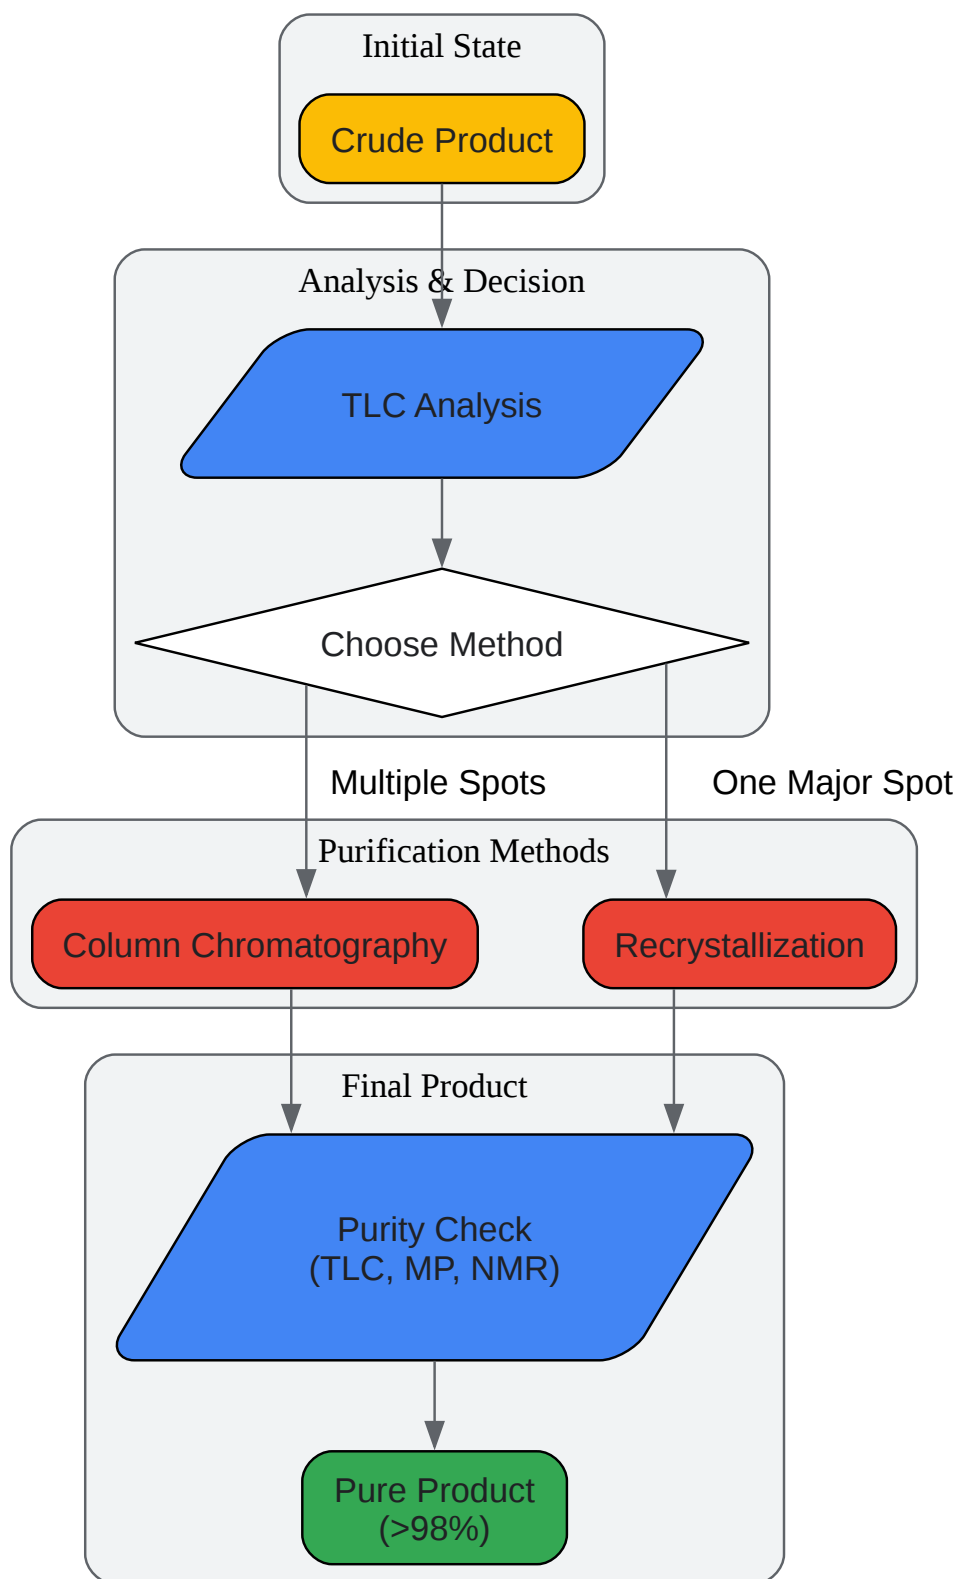 Initial State
Crude Product
Analysis & Decision
TLC Analysis
Choose Method
Multiple Spots
One Major Spot
Purification Methods
Column Chromatography
Recrystallization
Final Product
Purity Check
(TLC, MP, NMR)
Pure Product
(>98%)